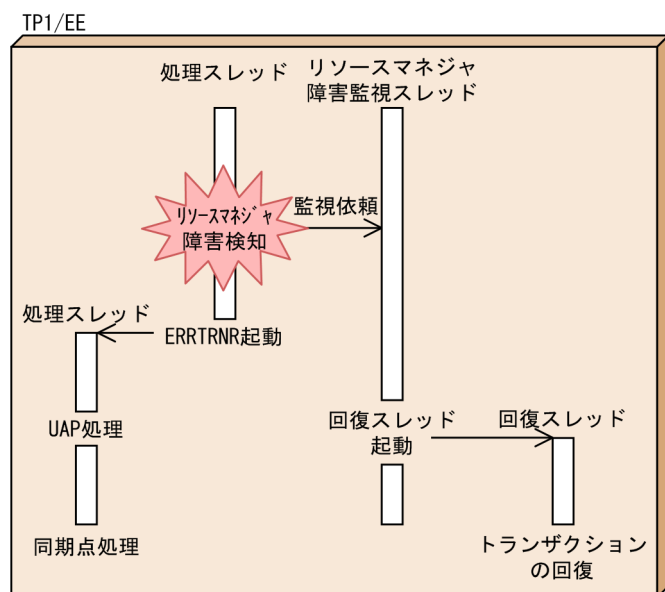 TP1/EE
処理スレッド
リソースマネジャ
障害監視スレッド
ﾘｿｰｽﾏﾈｼﾞｬ
障害検知
監視依頼
処理スレッド
ERRTRNR起動
UAP処理
回復スレッド
起動
回復スレッド
同期点処理
トランザクション
の回復